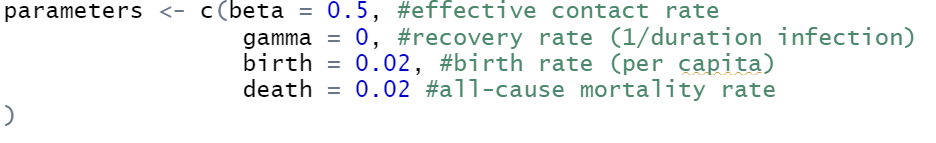 parameters <- c(beta = 0.5, #effective contact rate
gamma = 0, #recovery rate (1/duration infection)
birth = 0.02, #birth rate (per capita)
death = 0.02 #all-cause mortality rate
)